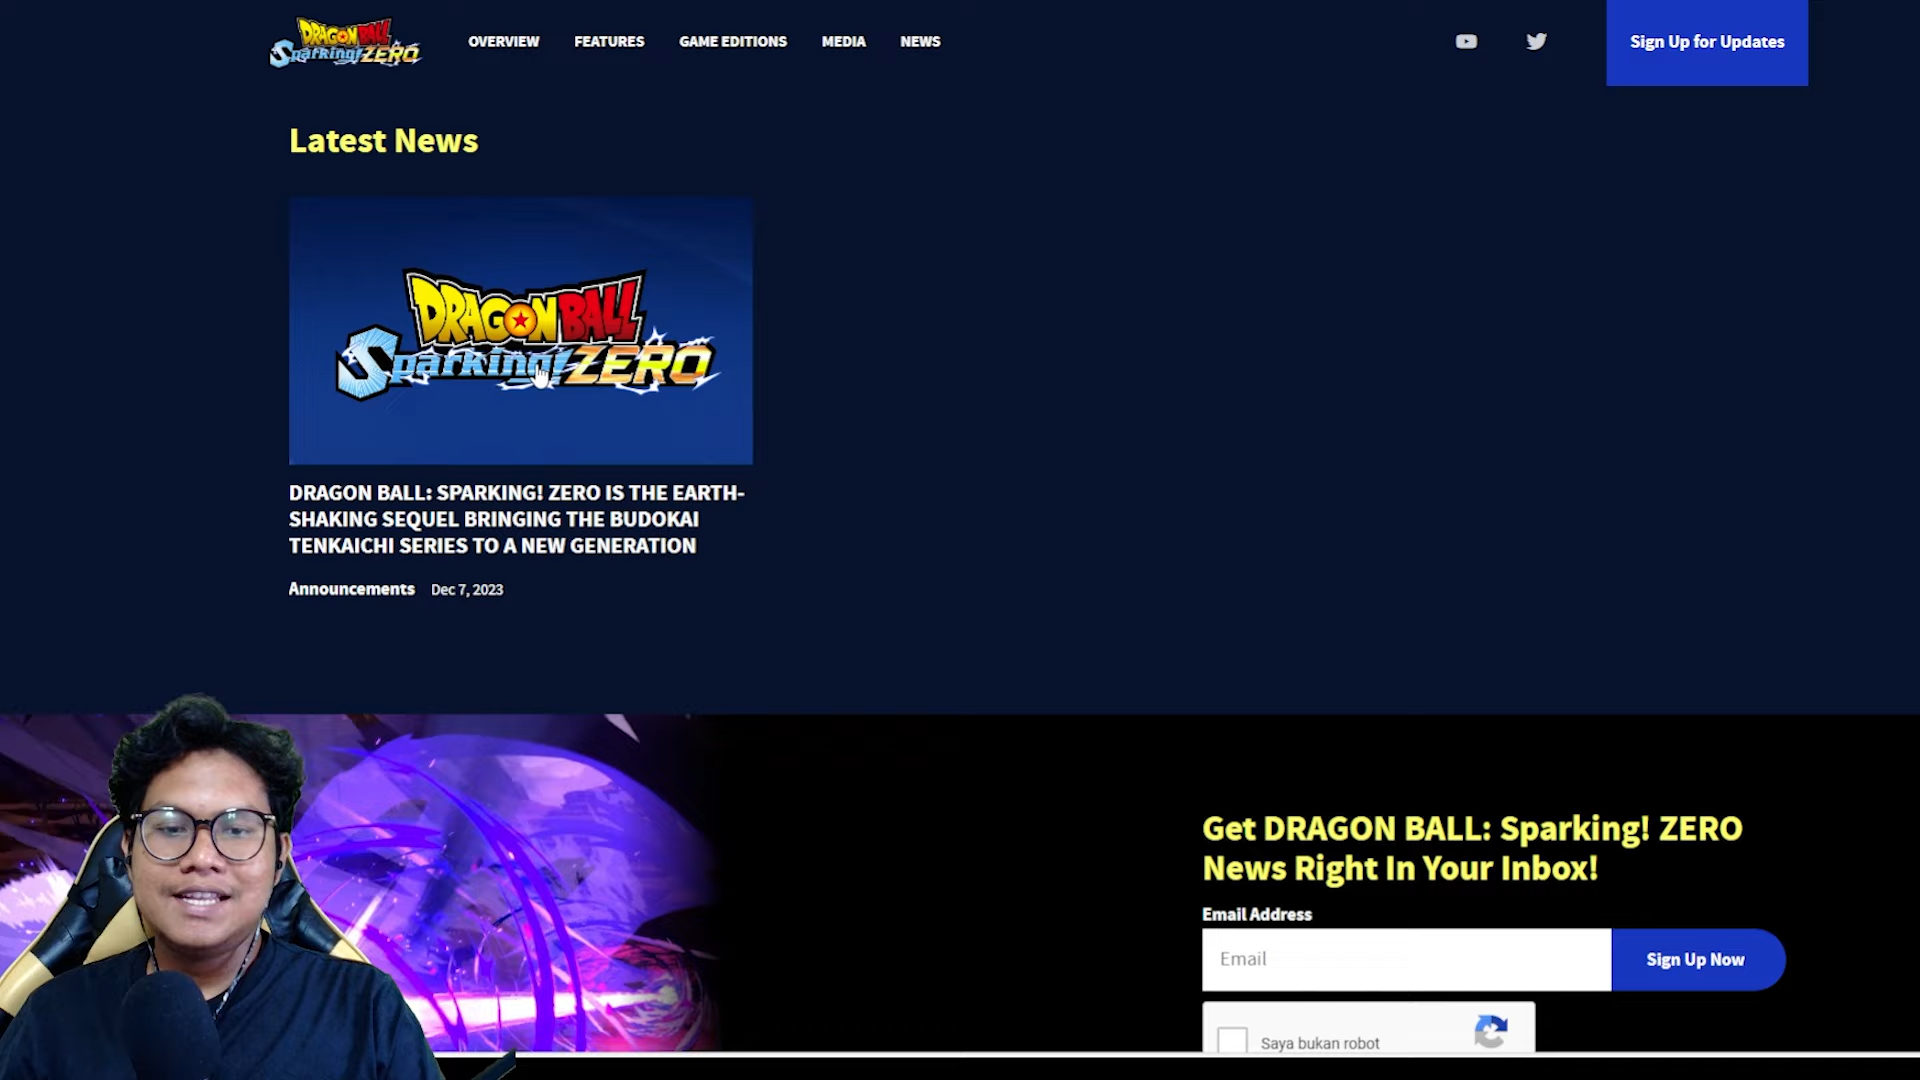 DRAGON BALL
Sparking! ZERO
OVERVIEW
FEATURES
GAME EDITIONS
MEDIA
NEWS
Sign Up for Updates
Latest News
DRAGON BALL
Sparking! ZERO
DRAGON BALL: SPARKING! ZERO IS THE EARTH-
SHAKING SEQUEL BRINGING THE BUDOKAI
TENKAICHI SERIES TO A NEW GENERATION
Announcements Dec 7, 2023
Get DRAGON BALL: Sparking! ZERO
News Right In Your Inbox!
Email Address
Email
Sign Up Now
Saya bukan robot